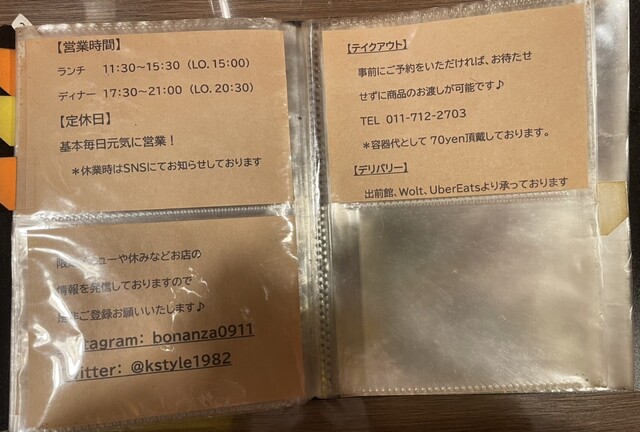 【営業時間】
ランチ 11:30～15:30（LO.15:00）
ディナー 17:30～21:00（LO.20:30）
【定休日】
基本毎日元気に営業！
＊休業時はSNSにてお知らせしております
ューや休みなどお店の
情報を発信しておりますので
ご登録お願いいたします♪
tagram: bonanza0911
itter: @kstyle1982
【テイクアウト】
事前にご予約をいただければ、お待たせ
せずに商品のお渡しが可能です♪
TEL 011-712-2703
＊容器代として 70yen頂戴しております。
【デリバリー】
出前館、Wolt、UberEatsより承っております